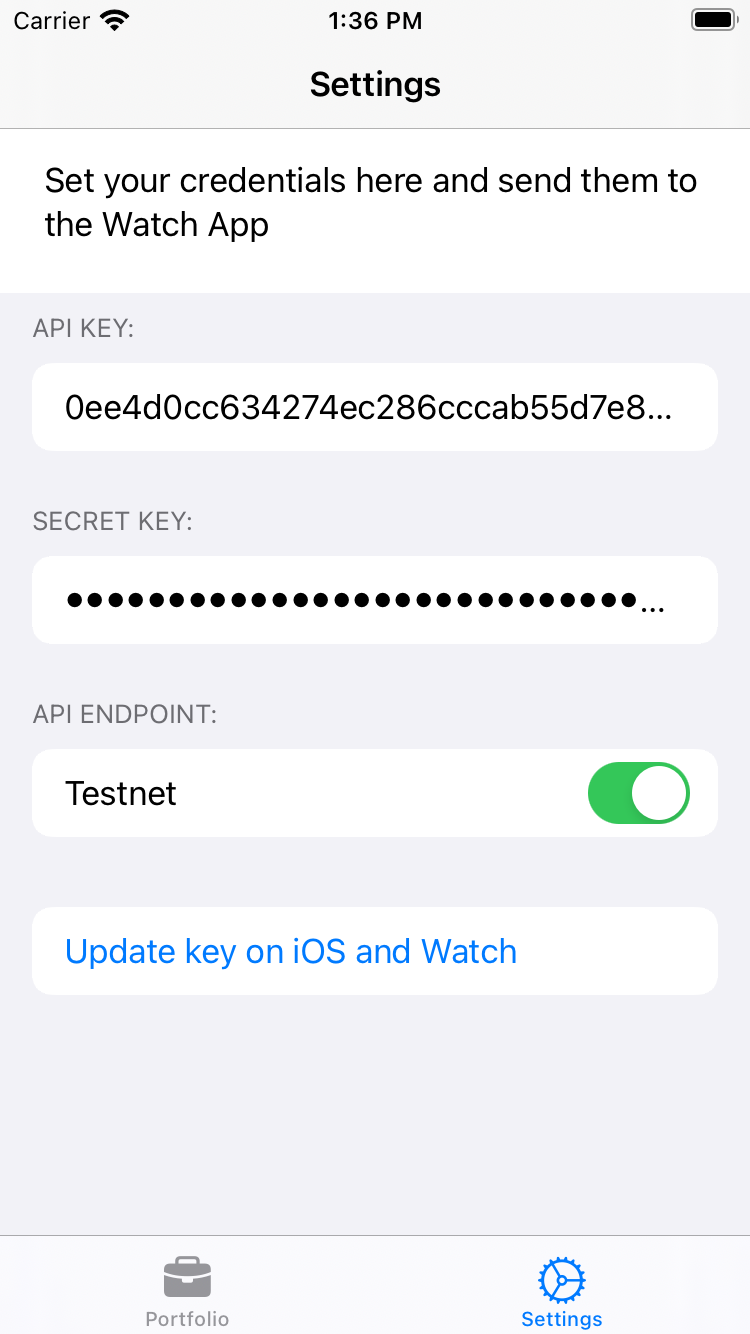 Carrier 1:36 PM
Settings
Set your credentials here and send them to
the Watch App
API KEY:
0ee4d0cc634274ec286cccab55d7e8...
SECRET KEY:
••••••••••••••••••••••••••••...
API ENDPOINT:
Testnet
Update key on iOS and Watch
Portfolio Settings